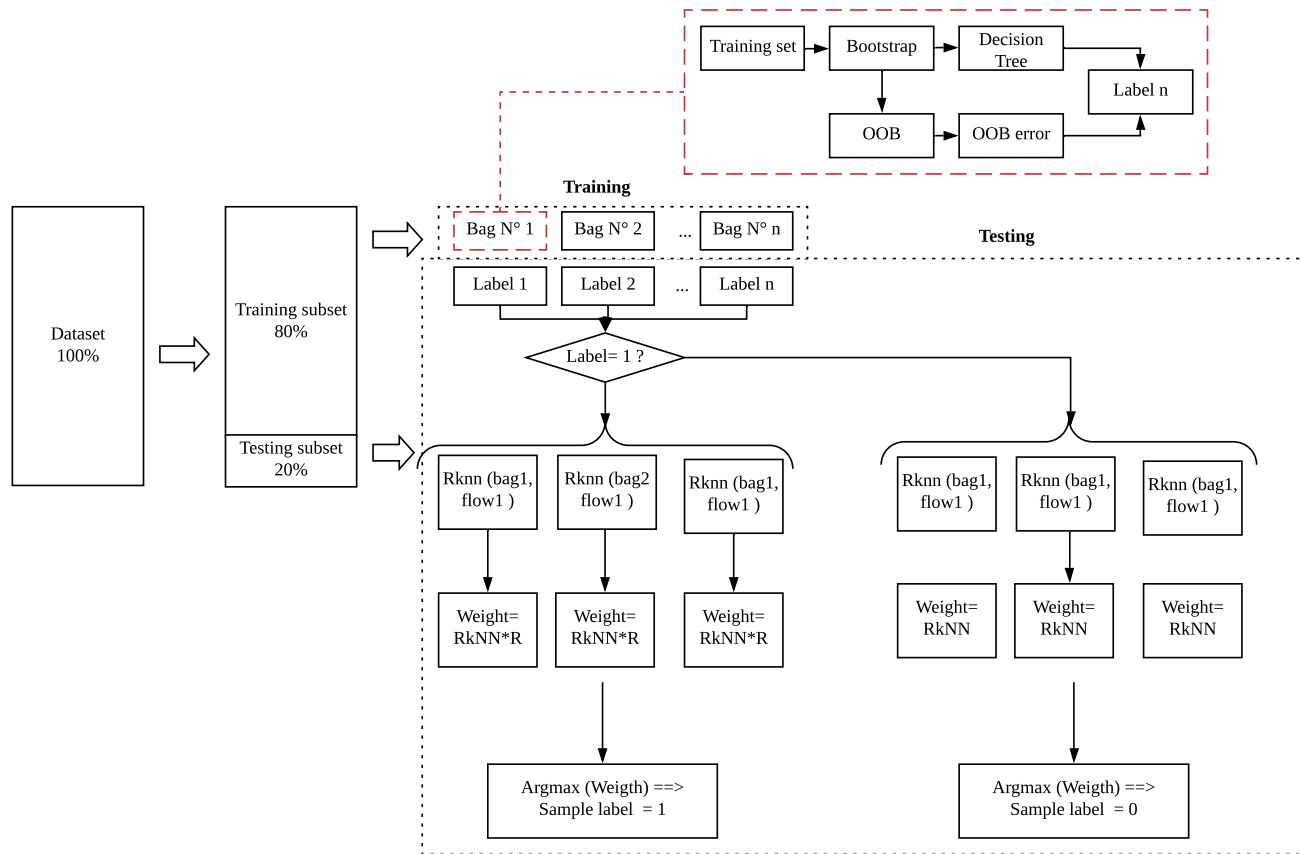 Training set
Bootstrap
Decision
Tree
Label n
OOB
OOB error
Training
Testing
Dataset
100%
Training subset
80%
Testing subset
20%
Bag N° 1
Bag N° 2
...
Bag N° n
Label 1
Label 2
...
Label n
Label= 1 ?
Rknn (bag1,
flow1 )
Rknn (bag2
flow1 )
Rknn (bag1,
flow1 )
Rknn (bag1,
flow1 )
Rknn (bag1,
flow1 )
Rknn (bag1,
flow1 )
Weight=
RkNN*R
Weight=
RkNN*R
Weight=
RkNN*R
Weight=
RkNN
Weight=
RkNN
Weight=
RkNN
Argmax (Weigth) ==>
Sample label = 1
Argmax (Weigth) ==>
Sample label = 0